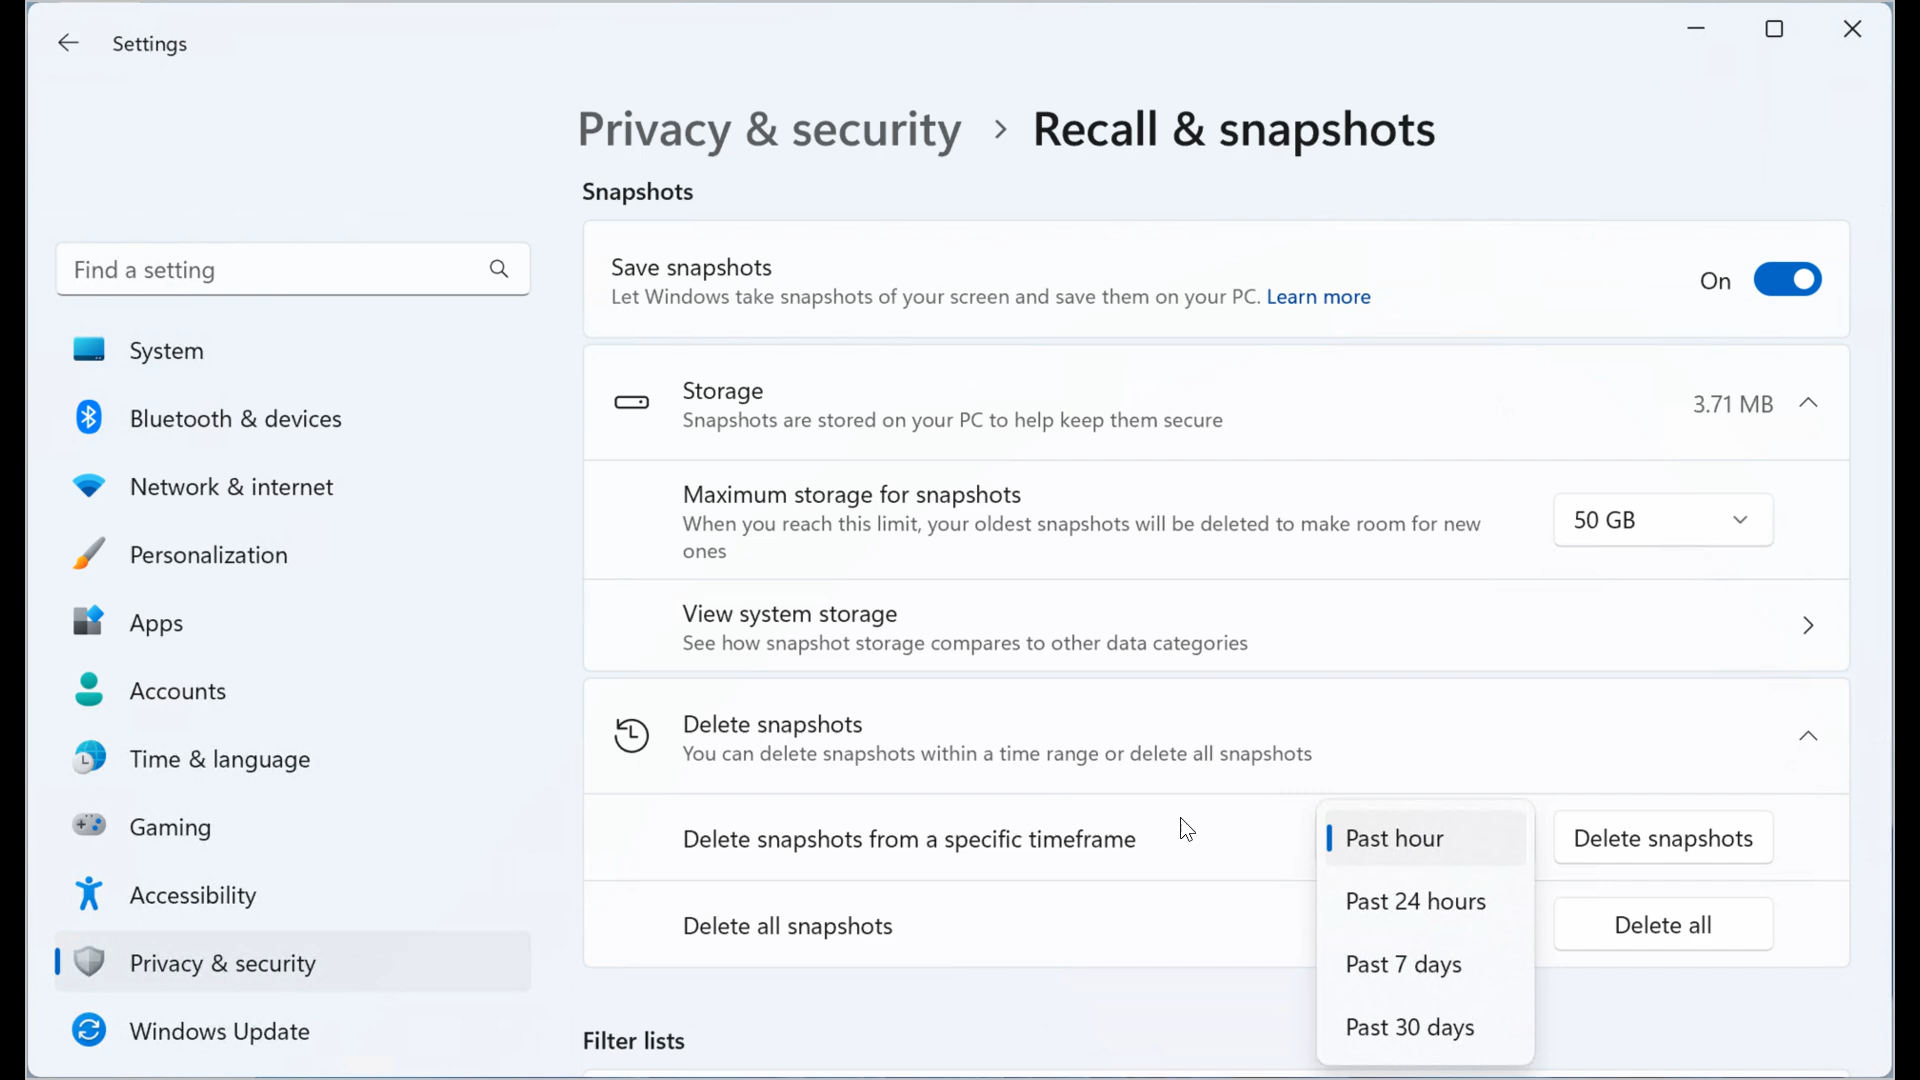 Settings
Privacy & security > Recall & snapshots
Snapshots
Find a setting
Save snapshots
Let Windows take snapshots of your screen and save them on your PC. Learn more
On
System
Bluetooth & devices
Network & internet
Personalization
Apps
Accounts
Time & language
Gaming
Accessibility
Privacy & security
Windows Update
Storage
Snapshots are stored on your PC to help keep them secure
3.71 MB
Maximum storage for snapshots
When you reach this limit, your oldest snapshots will be deleted to make room for new
ones
50 GB
View system storage
See how snapshot storage compares to other data categories
Delete snapshots
You can delete snapshots within a time range or delete all snapshots
Delete snapshots from a specific timeframe
Past hour
Past 24 hours
Past 7 days
Past 30 days
Delete snapshots
Delete all snapshots
Delete all
Filter lists